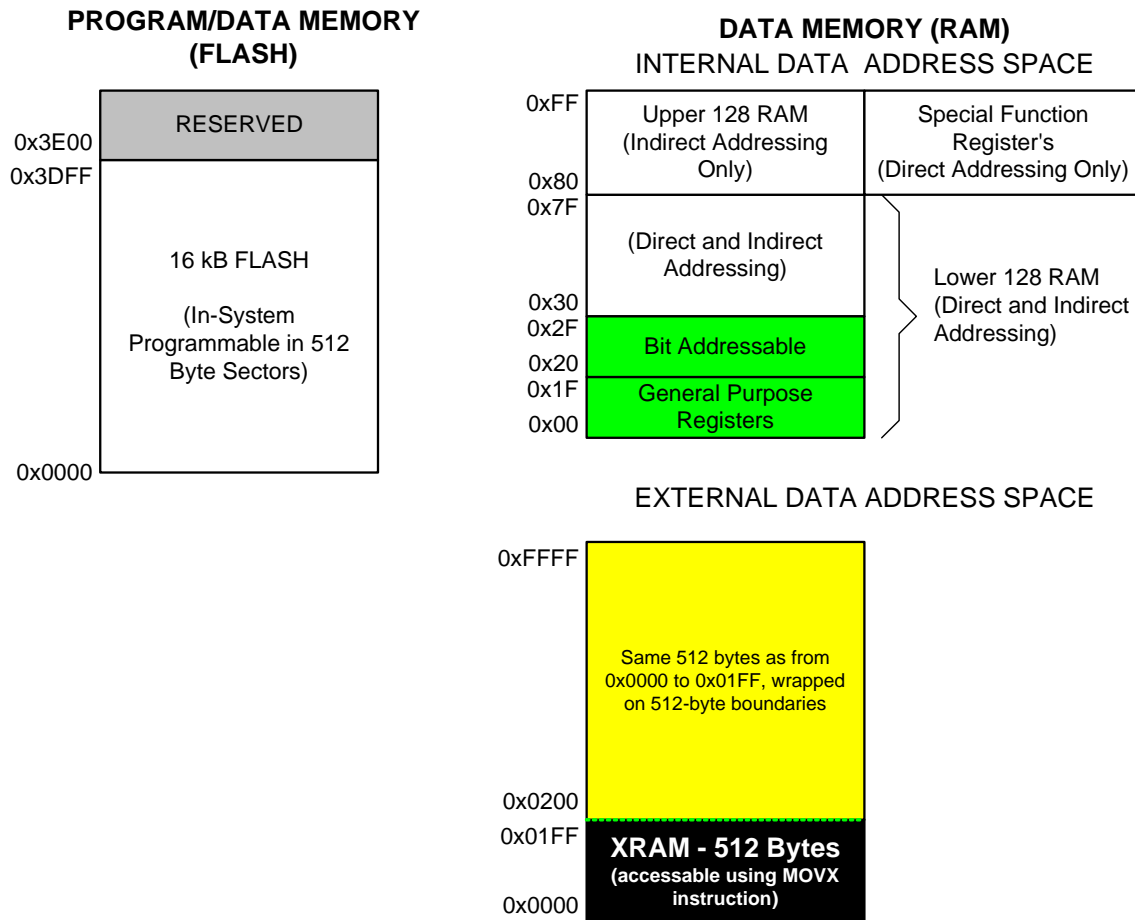 PROGRAM/DATA MEMORY
(FLASH)
0x3E00
RESERVED
0x3DFF
16 kB FLASH
(In-System
Programmable in 512
Byte Sectors)
0x0000
DATA MEMORY (RAM)
INTERNAL DATA ADDRESS SPACE
0xFF
Upper 128 RAM
(Indirect Addressing
Only)
0x80
Special Function
Register's
(Direct Addressing Only)
0x7F
(Direct and Indirect
Addressing)
0x30
Lower 128 RAM
(Direct and Indirect
Addressing)
0x2F
Bit Addressable
0x20
0x1F
General Purpose
Registers
0x00
EXTERNAL DATA ADDRESS SPACE
0xFFFF
Same 512 bytes as from
0x0000 to 0x01FF, wrapped
on 512-byte boundaries
0x0200
0x01FF
XRAM - 512 Bytes
(accessable using MOVX
instruction)
0x0000